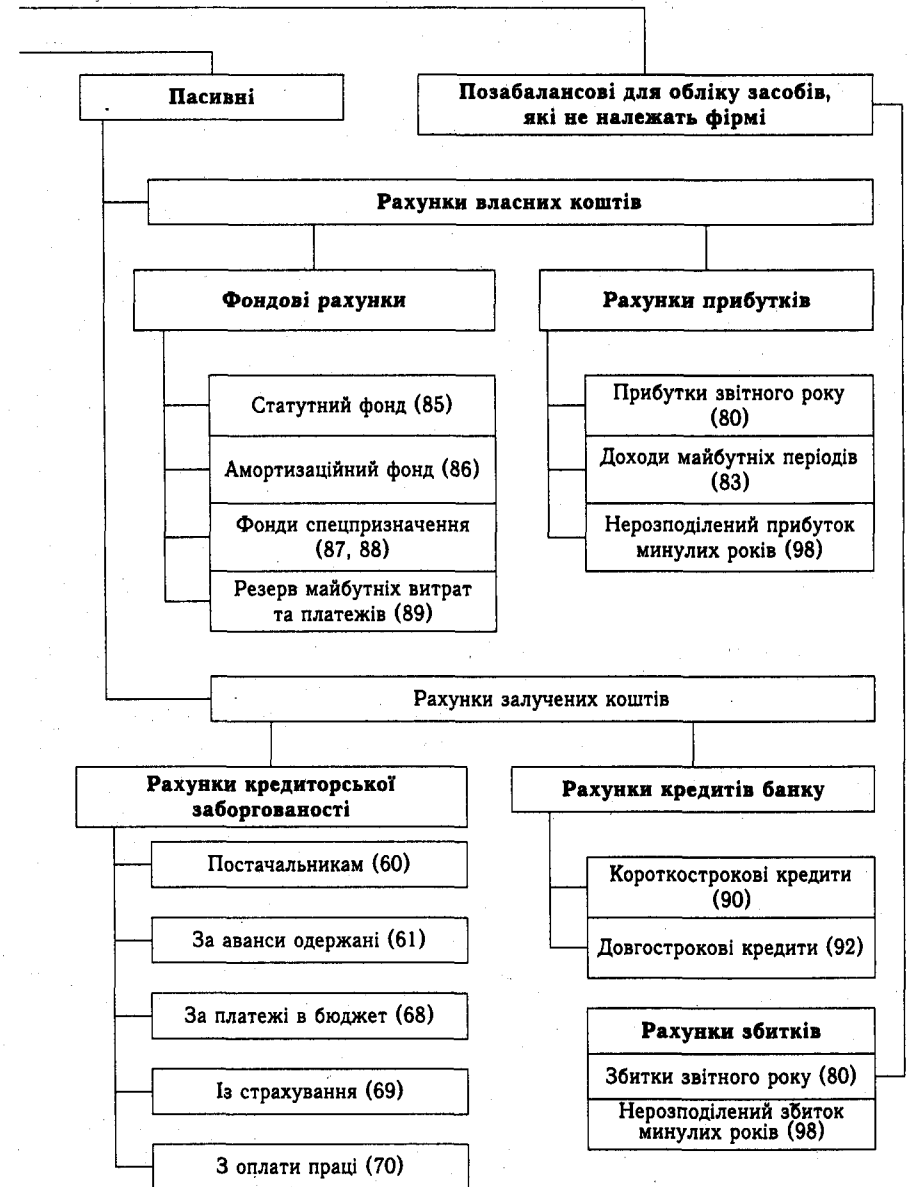 Пасивні
Позабалансові для обліку засобів,
які не належать фірмі
Рахунки власних коштів
Фондові рахунки
Рахунки прибутків
Статутний фонд (85)
Амортизаційний фонд (86)
Фонди спецпризначення
(87, 88)
Резерв майбутніх витрат
та платежів (89)
Прибутки звітного року
(80)
Доходи майбутніх періодів
(83)
Нерозподілений прибуток
минулих років (98)
Рахунки залучених коштів
Рахунки кредиторської
заборгованості
Рахунки кредитів банку
Постачальникам (60)
За аванси одержані (61)
За платежі в бюджет (68)
Із страхування (69)
З оплати праці (70)
Короткострокові кредити
(90)
Довгострокові кредити (92)
Рахунки збитків
Збитки звітного року (80)
Нерозподілений збиток
минулих років (98)